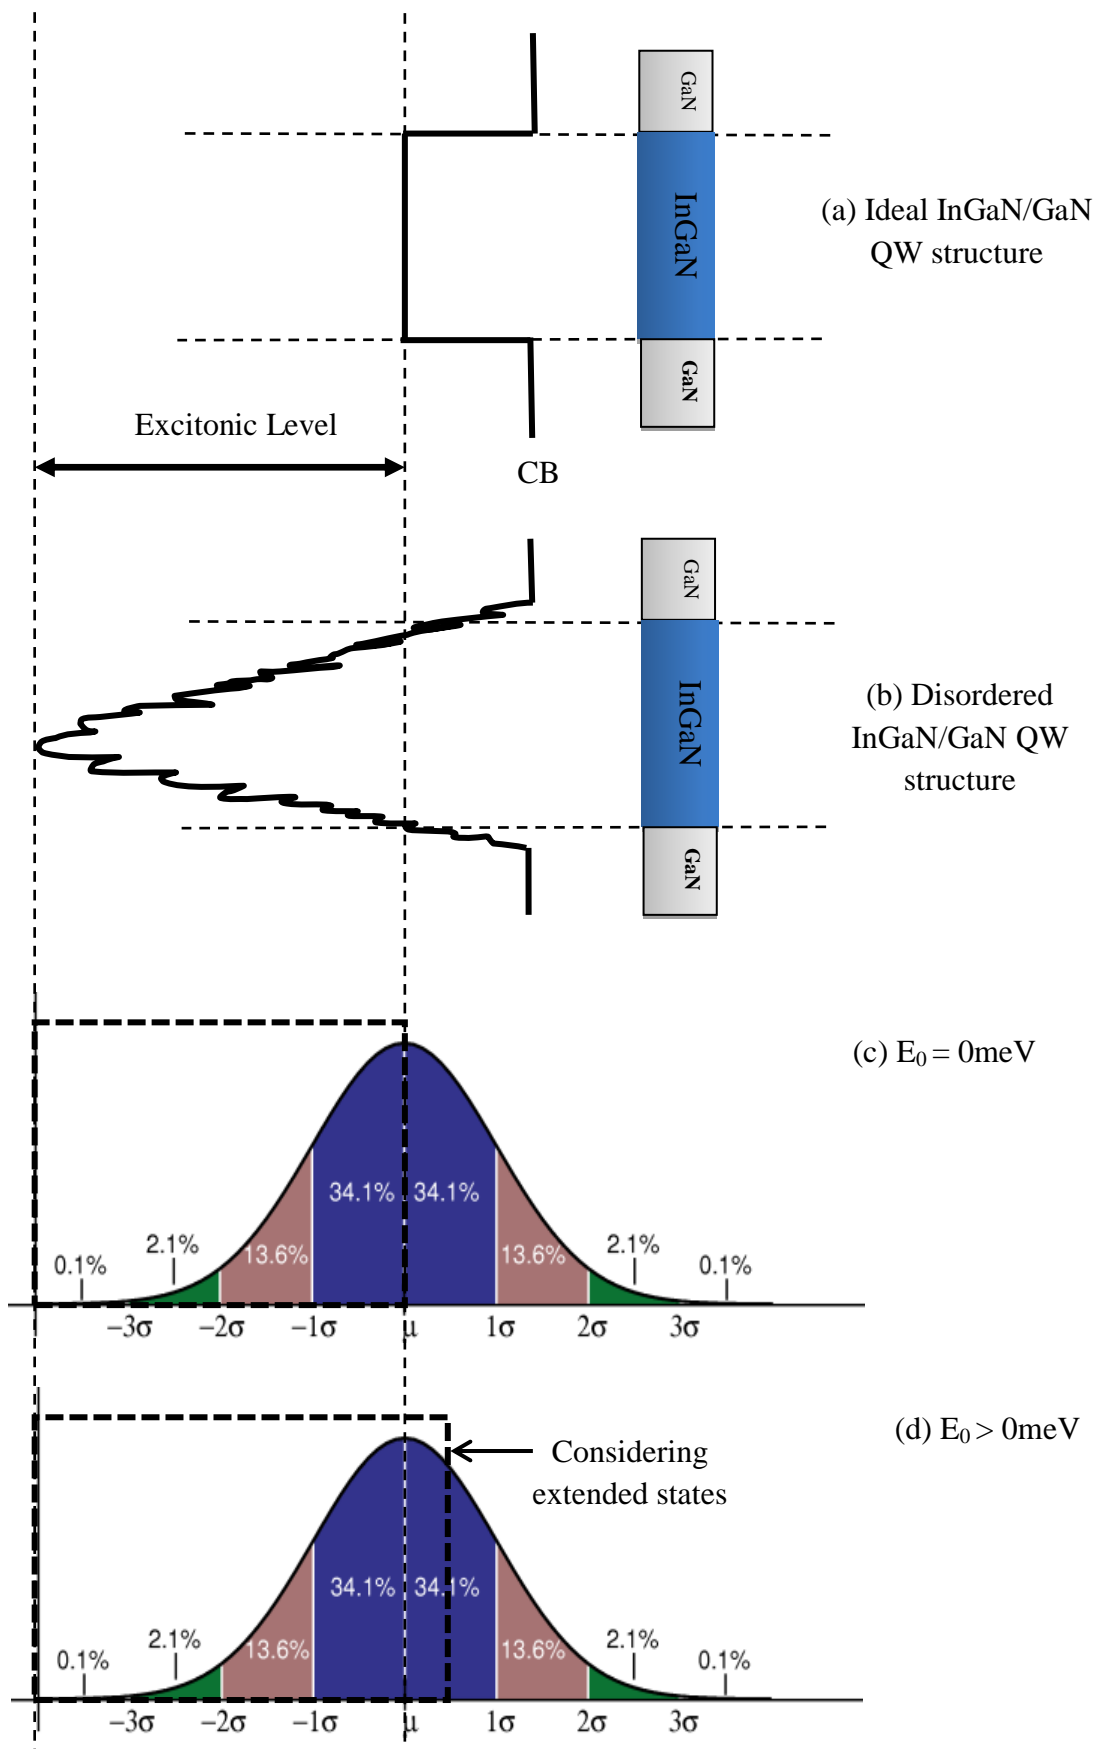 GaN
InGaN
GaN
(a) Ideal InGaN/GaN
QW structure
Excitonic Level
CB
GaN
InGaN
GaN
(b) Disordered
InGaN/GaN QW
structure
(c) E₀ = 0meV
34.1% 34.1%
13.6% 13.6%
2.1% 2.1%
0.1% 0.1%
−3σ −2σ −1σ μ 1σ 2σ 3σ
(d) E₀ > 0meV
Considering
extended states
34.1% 34.1%
13.6% 13.6%
2.1% 2.1%
0.1% 0.1%
−3σ −2σ −1σ μ 1σ 2σ 3σ